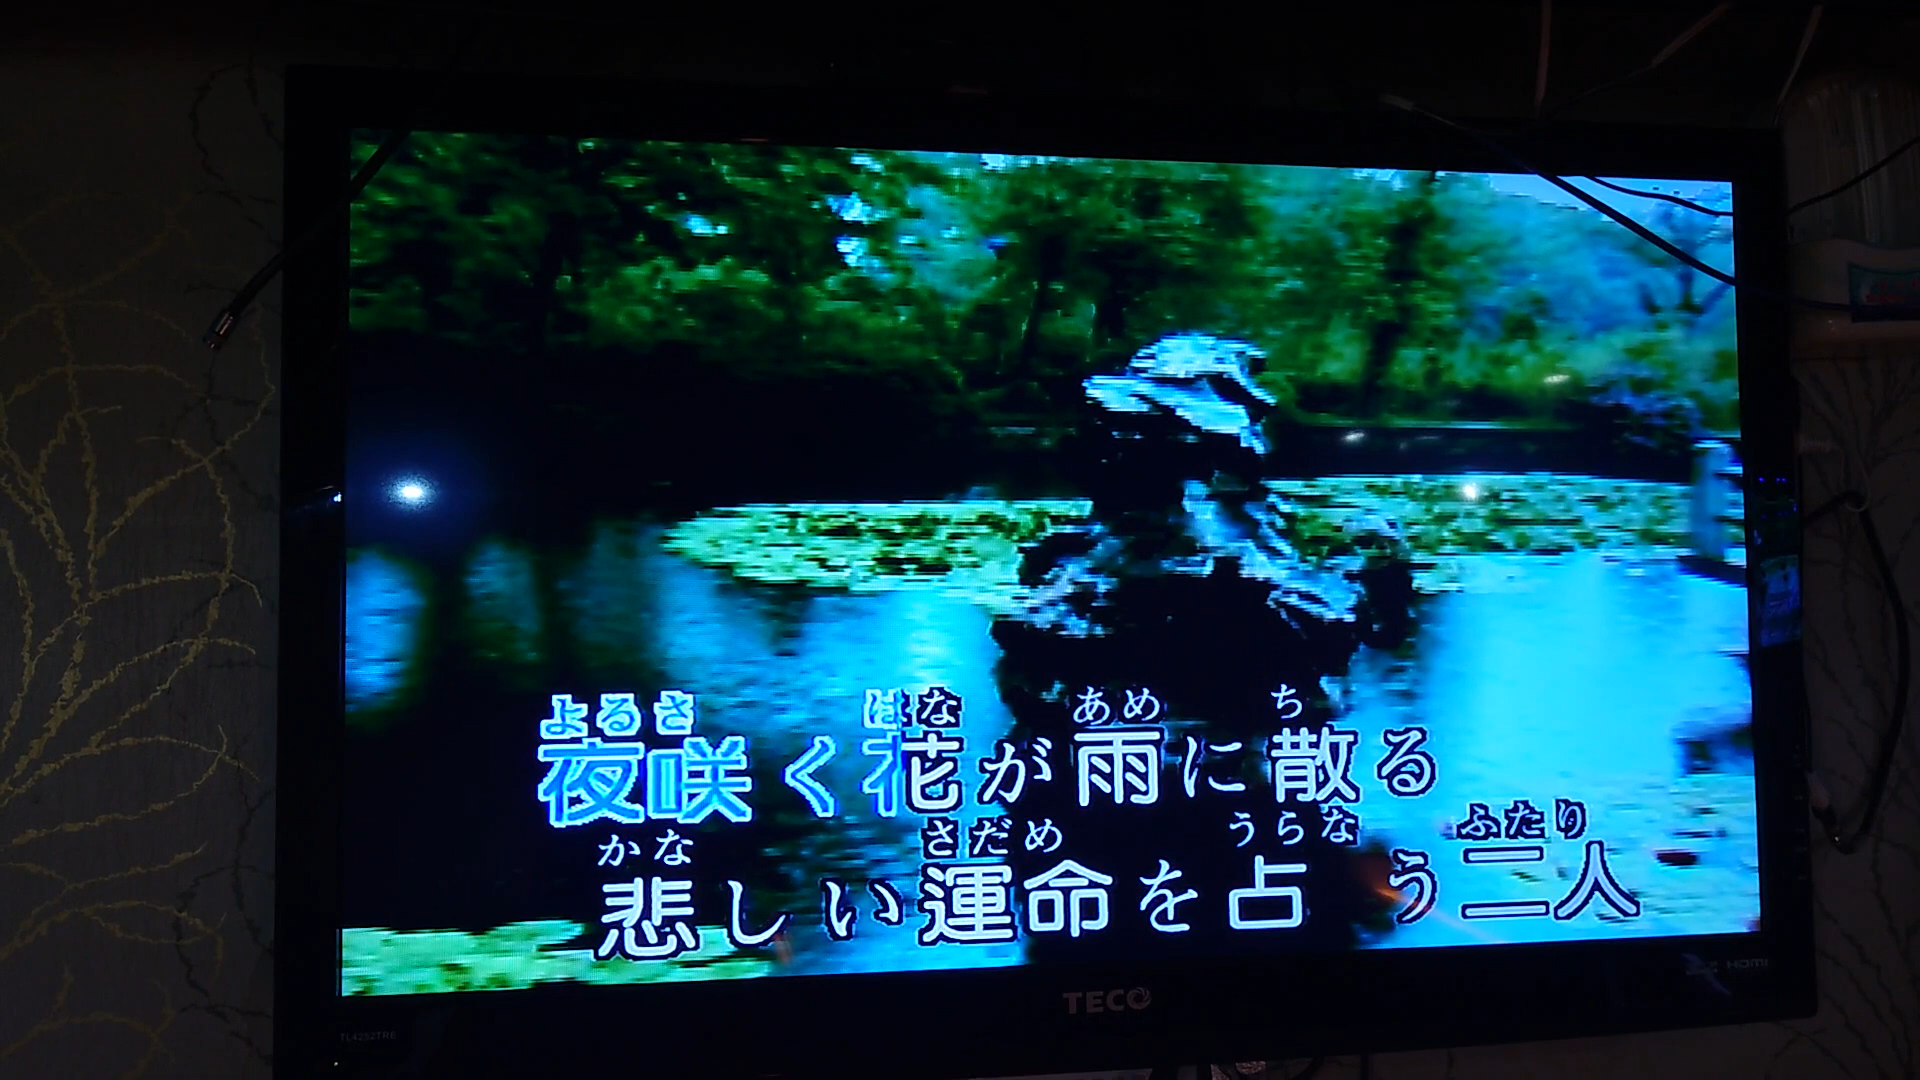 よるさ はな あめ ち
夜咲く花が雨に散る
かな さだめ うらな ふたり
悲しい運命を占う二人
TECO
HDMI
TL4252TRE